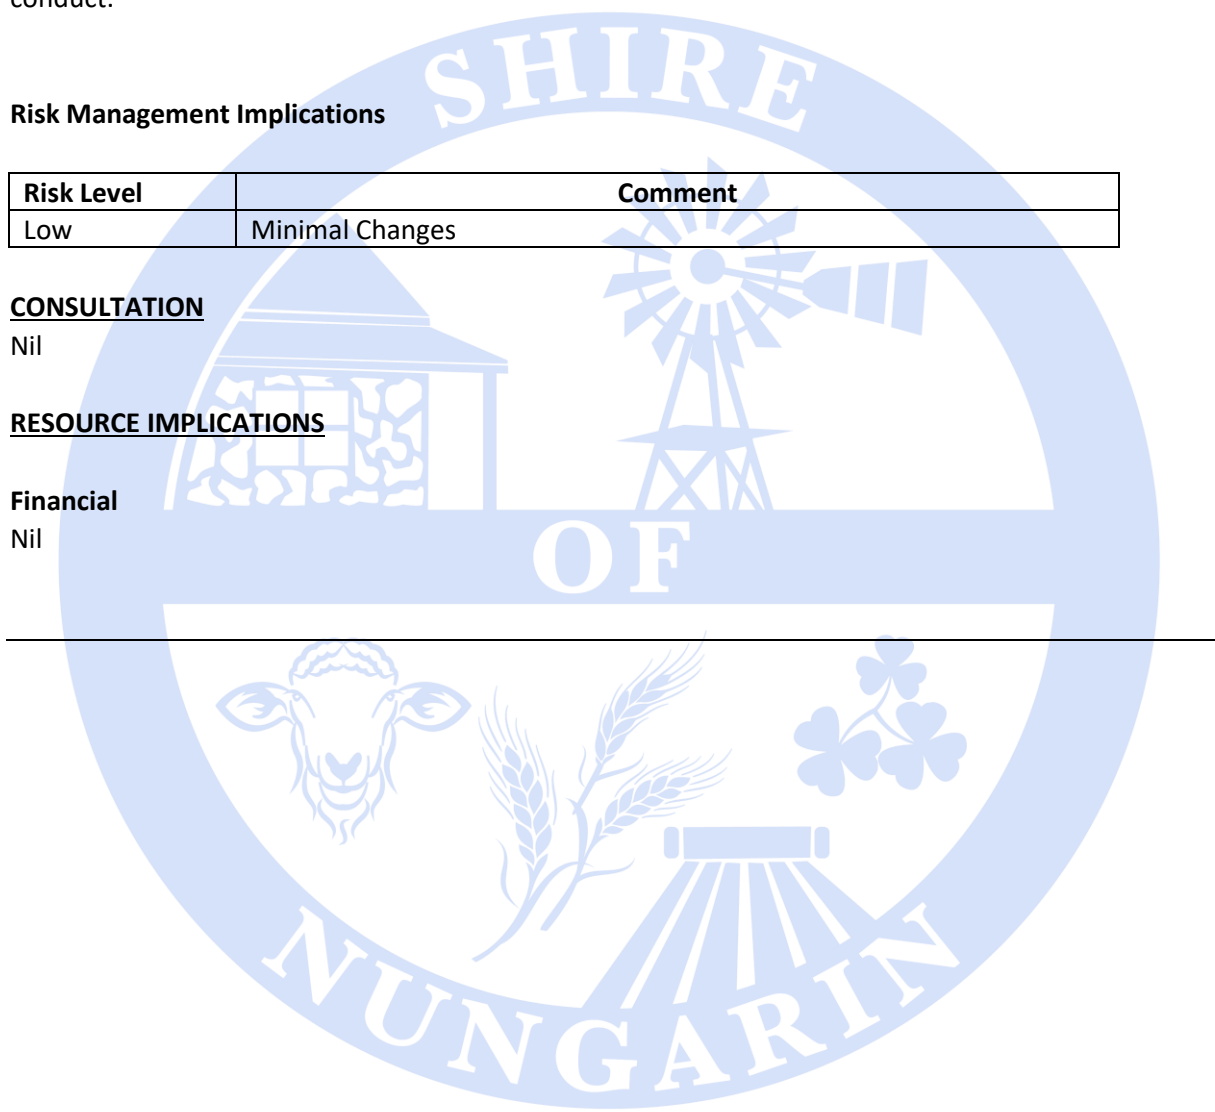 conduct.
SHIRE
Risk Management Implications
Risk Level Comment
Low Minimal Changes
CONSULTATION
Nil
RESOURCE IMPLICATIONS
Financial
Nil
OF
NUNGARIN